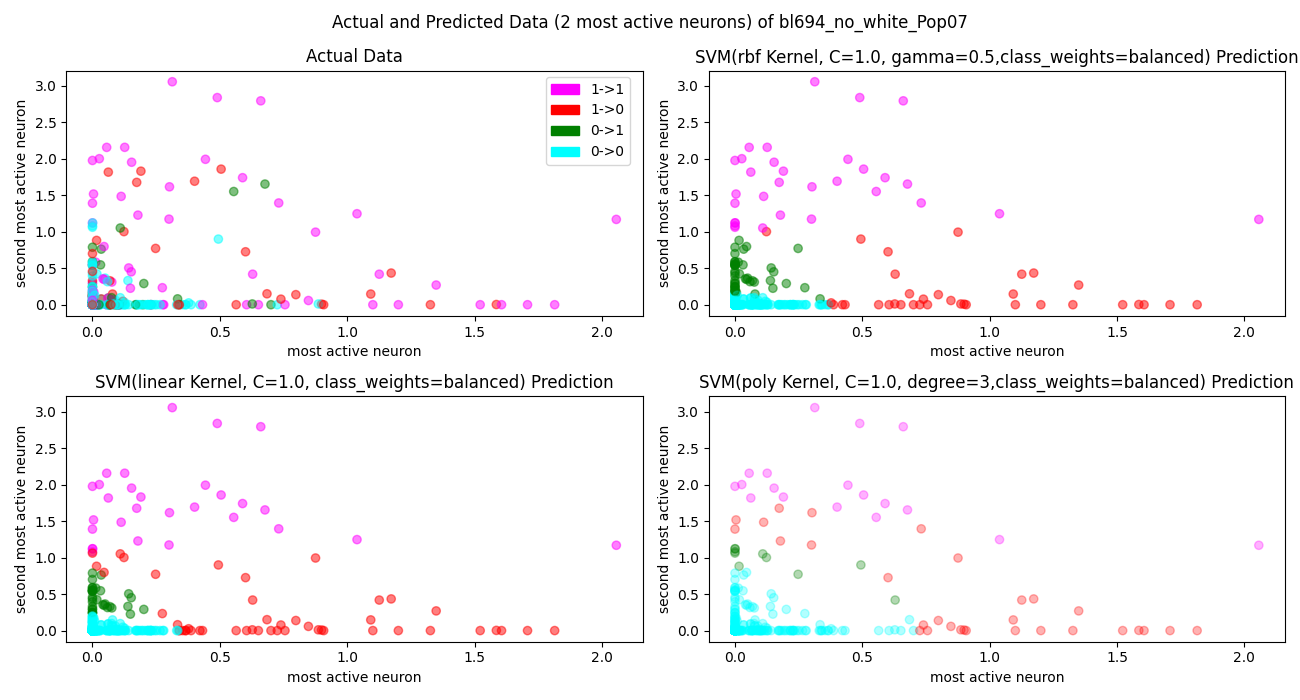 Actual and Predicted Data (2 most active neurons) of bl694_no_white_Pop07
Actual Data
second most active neuron
3.0
2.5
2.0
1.5
1.0
0.5
0.0
1->1
1->0
0->1
0->0
0.0 0.5 1.0 1.5 2.0
most active neuron
SVM(rbf Kernel, C=1.0, gamma=0.5,class_weights=balanced) Prediction
second most active neuron
3.0
2.5
2.0
1.5
1.0
0.5
0.0
0.0 0.5 1.0 1.5 2.0
most active neuron
SVM(linear Kernel, C=1.0, class_weights=balanced) Prediction
second most active neuron
3.0
2.5
2.0
1.5
1.0
0.5
0.0
0.0 0.5 1.0 1.5 2.0
most active neuron
SVM(poly Kernel, C=1.0, degree=3,class_weights=balanced) Prediction
second most active neuron
3.0
2.5
2.0
1.5
1.0
0.5
0.0
0.0 0.5 1.0 1.5 2.0
most active neuron